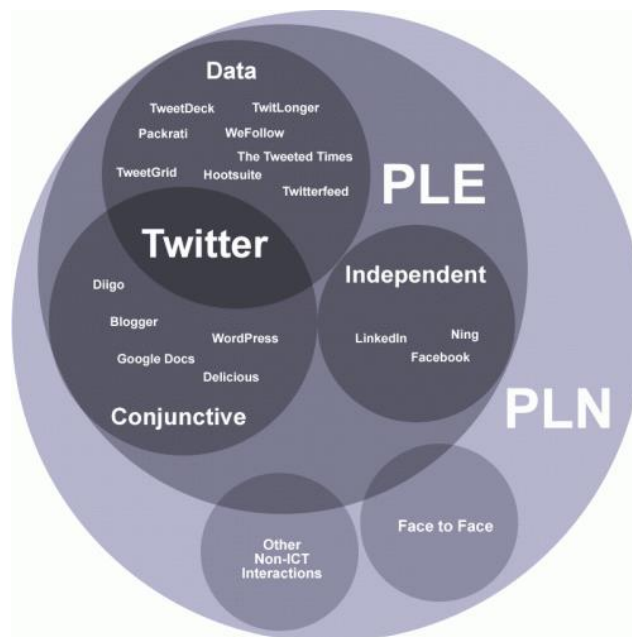 Data
TweetDeck TwitLonger
Packrati WeFollow
The Tweeted Times
TweetGrid Hootsuite
Twitterfeed
PLE
Twitter
Independent
Diigo
Blogger
WordPress
LinkedIn Ning
Google Docs
Facebook
Delicious
Conjunctive
PLN
Face to Face
Other
Non-ICT
Interactions